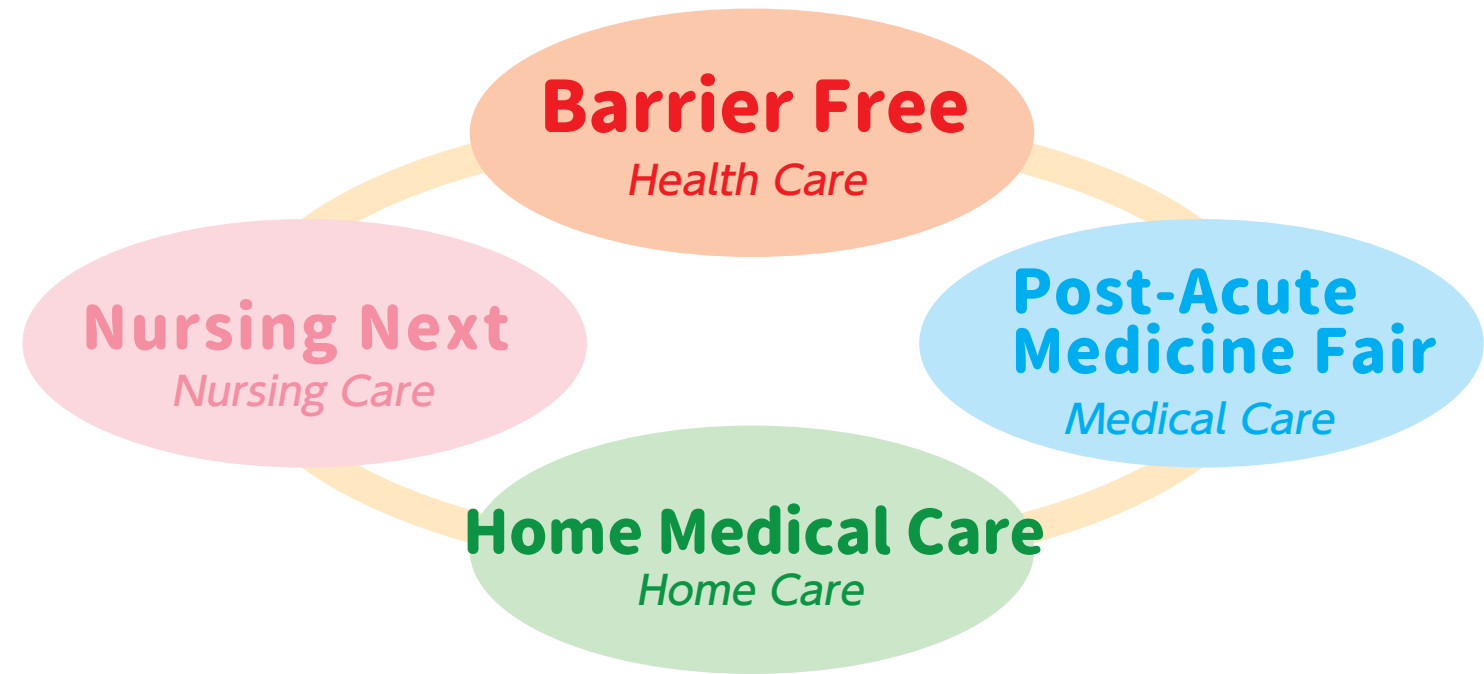 Barrier Free
Health Care
Nursing Next
Nursing Care
Post-Acute
Medicine Fair
Medical Care
Home Medical Care
Home Care